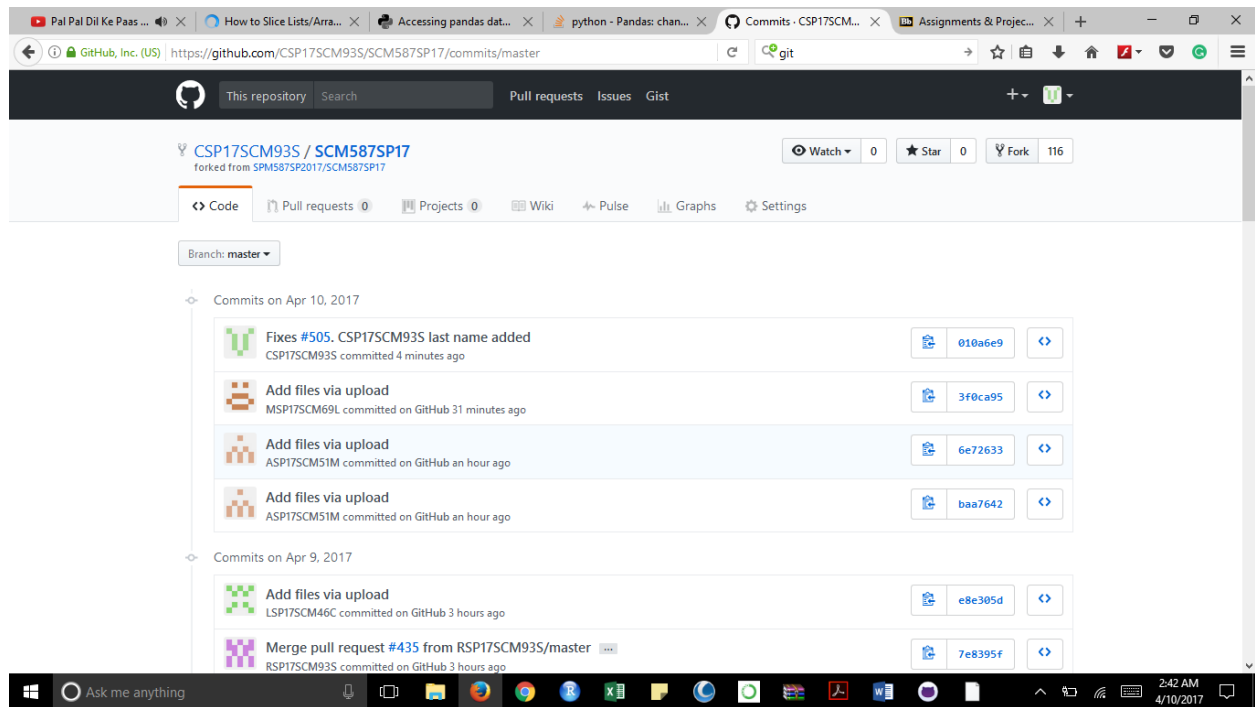 Pal Pal Dil Ke Paas ...
How to Slice Lists/Arra...
Accessing pandas dat...
python - Pandas: chan...
Commits · CSP17SCM...
Bb Assignments & Projec...
GitHub, Inc. (US) https://github.com/CSP17SCM93S/SCM587SP17/commits/master
git
This repository Search
Pull requests Issues Gist
CSP17SCM93S / SCM587SP17
forked from SPM587SP2017/SCM587SP17
Watch 0 Star 0 Fork 116
Code Pull requests 0 Projects 0 Wiki Pulse Graphs Settings
Branch: master
Commits on Apr 10, 2017
Fixes #505. CSP17SCM93S last name added
CSP17SCM93S committed 4 minutes ago
010a6e9
Add files via upload
MSP17SCM69L committed on GitHub 31 minutes ago
3f0ca95
Add files via upload
ASP17SCM51M committed on GitHub an hour ago
6e72633
Add files via upload
ASP17SCM51M committed on GitHub an hour ago
baa7642
Commits on Apr 9, 2017
Add files via upload
LSP17SCM46C committed on GitHub 3 hours ago
e8e305d
Merge pull request #435 from RSP17SCM93S/master ...
RSP17SCM93S committed on GitHub 3 hours ago
7e8395f
Ask me anything
2:42 AM
4/10/2017